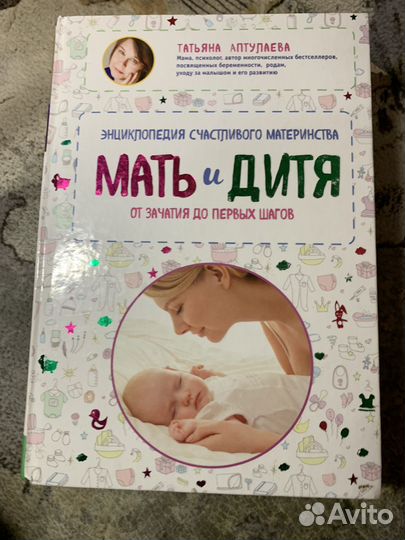 ТАТЬЯНА АПТУЛАЕВА
Мама, психолог, автор многочисленных бестселлеров,
посвященных беременности, родам,
уходу за малышом и его развитию
ЭНЦИКЛОПЕДИЯ СЧАСТЛИВОГО МАТЕРИНСТВА
МАТЬ и ДИТЯ
ОТ ЗАЧАТИЯ ДО ПЕРВЫХ ШАГОВ
Avito